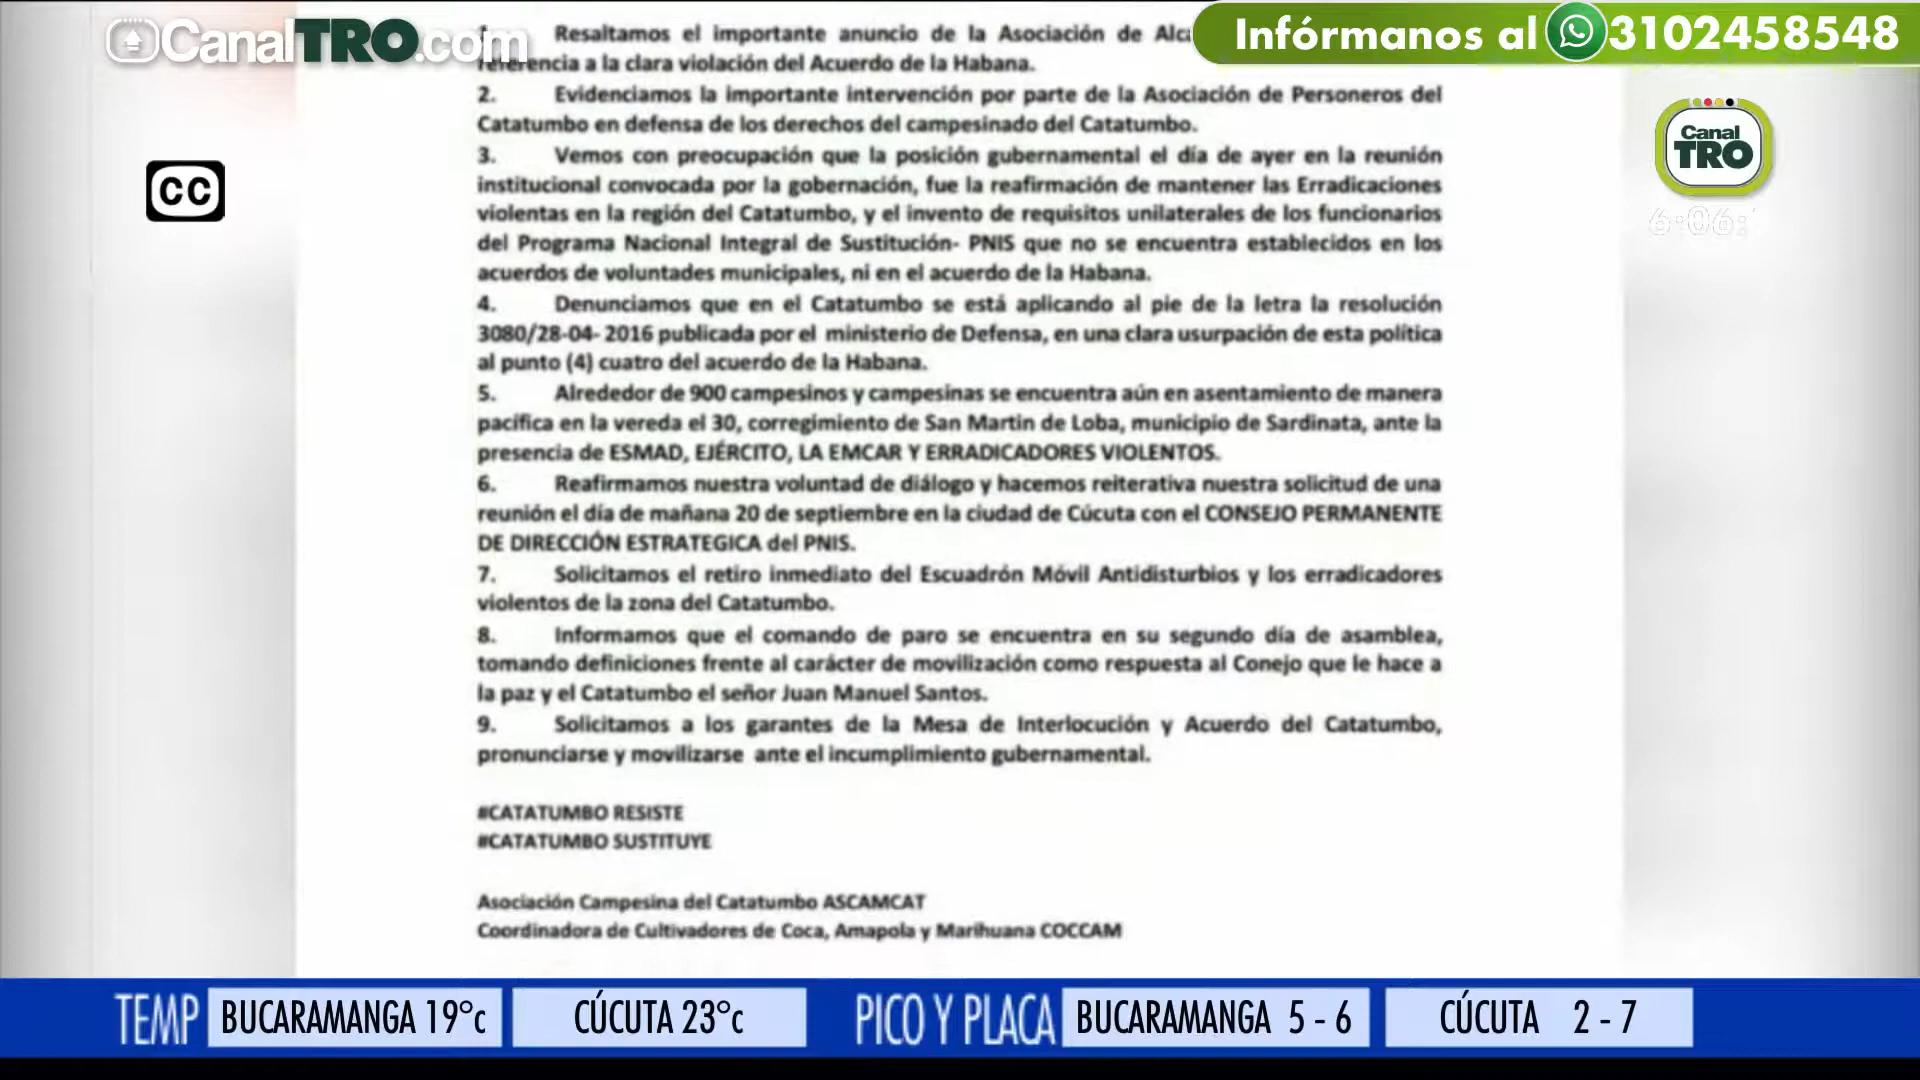 CanalTRO.com
Infórmanos al 3102458548
Canal
TRO
6:06:
CC
1. Resaltamos el importante anuncio de la Asociación de
referencia a la clara violación del Acuerdo de la Habana.
2. Evidenciamos la importante intervención por parte de la Asociación de Personeros del
Catatumbo en defensa de los derechos del campesinado del Catatumbo.
3. Vemos con preocupación que la posición gubernamental el día de ayer en la reunión
institucional convocada por la gobernación, fue la reafirmación de mantener las Erradicaciones
violentas en la región del Catatumbo, y el invento de requisitos unilaterales de los funcionarios
del Programa Nacional Integral de Sustitución- PNIS que no se encuentra establecidos en los
acuerdos de voluntades municipales, ni en el acuerdo de la Habana.
4. Denunciamos que en el Catatumbo se está aplicando al pie de la letra la resolución
3080/28-04- 2016 publicada por el ministerio de Defensa, en una clara usurpación de esta política
al punto (4) cuatro del acuerdo de la Habana.
5. Alrededor de 900 campesinos y campesinas se encuentra aún en asentamiento de manera
pacífica en la vereda el 30, corregimiento de San Martin de Loba, municipio de Sardinata, ante la
presencia de ESMAD, EJÉRCITO, LA EMCAR Y ERRADICADORES VIOLENTOS.
6. Reafirmamos nuestra voluntad de diálogo y hacemos reiterativa nuestra solicitud de una
reunión el día de mañana 20 de septiembre en la ciudad de Cúcuta con el CONSEJO PERMANENTE
DE DIRECCIÓN ESTRATEGICA del PNIS.
7. Solicitamos el retiro inmediato del Escuadrón Móvil Antidisturbios y los erradicadores
violentos de la zona del Catatumbo.
8. Informamos que el comando de paro se encuentra en su segundo día de asamblea,
tomando definiciones frente al carácter de movilización como respuesta al Conejo que le hace a
la paz y el Catatumbo el señor Juan Manuel Santos.
9. Solicitamos a los garantes de la Mesa de Interlocución y Acuerdo del Catatumbo,
pronunciarse y movilizarse ante el incumplimiento gubernamental.
#CATATUMBO RESISTE
#CATATUMBO SUSTITUYE
Asociación Campesina del Catatumbo ASCAMCAT
Coordinadora de Cultivadores de Coca, Amapola y Marihuana COCCAM
TEMP BUCARAMANGA 19°c CÚCUTA 23°c PICO Y PLACA BUCARAMANGA 5 - 6 CÚCUTA 2 - 7